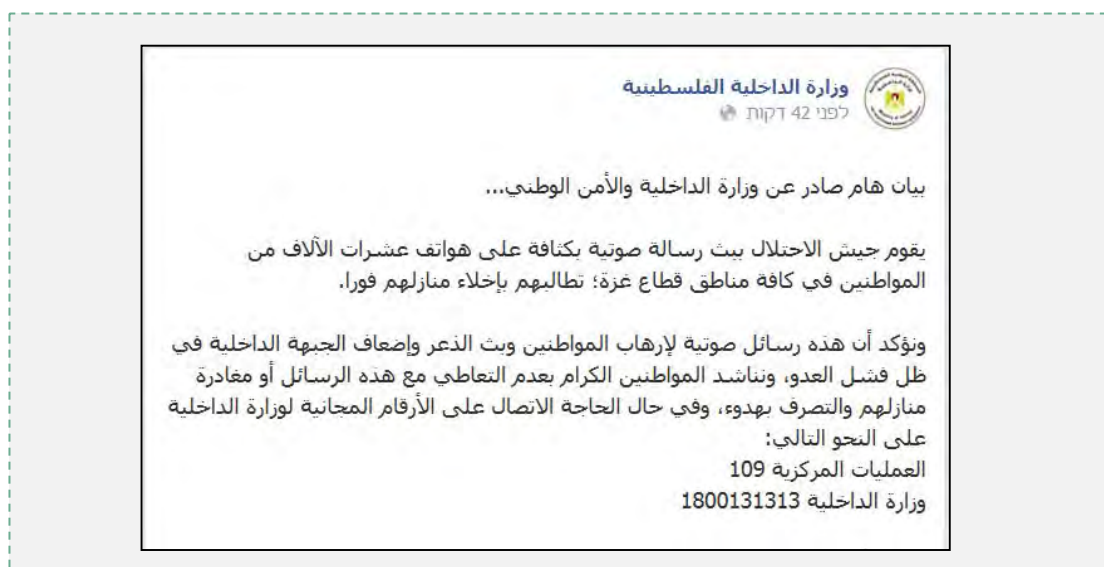 وزارة الداخلية الفلسطينية
לפני 42 דקות
بيان هام صادر عن وزارة الداخلية والأمن الوطني...
يقوم جيش الاحتلال ببث رسالة صوتية بكثافة على هواتف عشرات الآلاف من
المواطنين في كافة مناطق قطاع غزة؛ تطالبهم بإخلاء منازلهم فورا.
ونؤكد أن هذه رسائل صوتية لإرهاب المواطنين وبث الذعر وإضعاف الجبهة الداخلية في
ظل فشل العدو، ونناشد المواطنين الكرام بعدم التعاطي مع هذه الرسائل أو مغادرة
منازلهم والتصرف بهدوء، وفي حال الحاجة الاتصال على الأرقام المجانية لوزارة الداخلية
على النحو التالي:
العمليات المركزية 109
وزارة الداخلية 1800131313